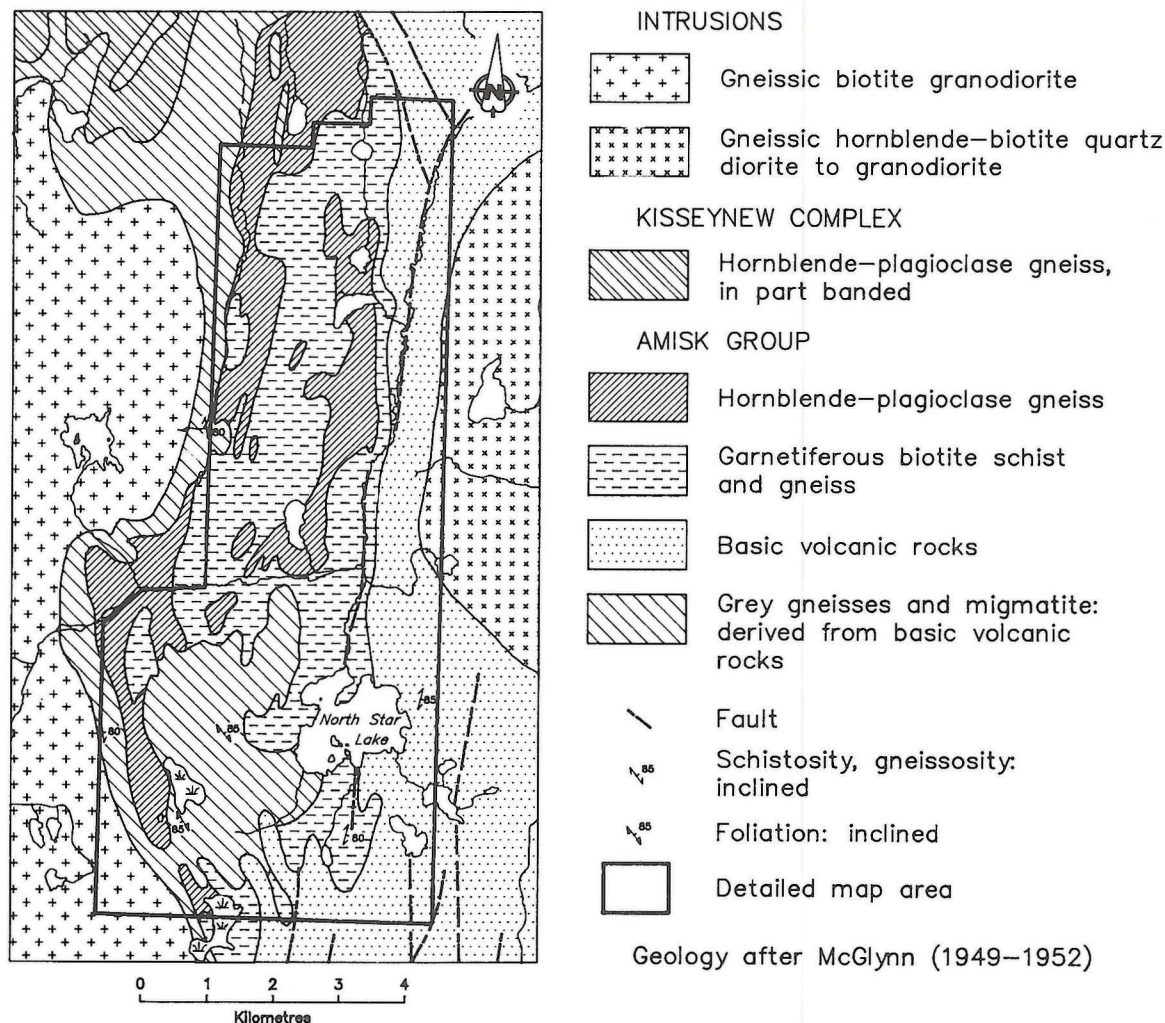 N
80
80
85
85
85
80
North Star
Lake
0 1 2 3 4
Kilometres
INTRUSIONS
Gneissic biotite granodiorite
Gneissic hornblende–biotite quartz
diorite to granodiorite
KISSEYNEW COMPLEX
Hornblende–plagioclase gneiss,
in part banded
AMISK GROUP
Hornblende–plagioclase gneiss
Garnetiferous biotite schist
and gneiss
Basic volcanic rocks
Grey gneisses and migmatite:
derived from basic volcanic
rocks
Fault
85
Schistosity, gneissosity:
inclined
85
Foliation: inclined
Detailed map area
Geology after McGlynn (1949–1952)